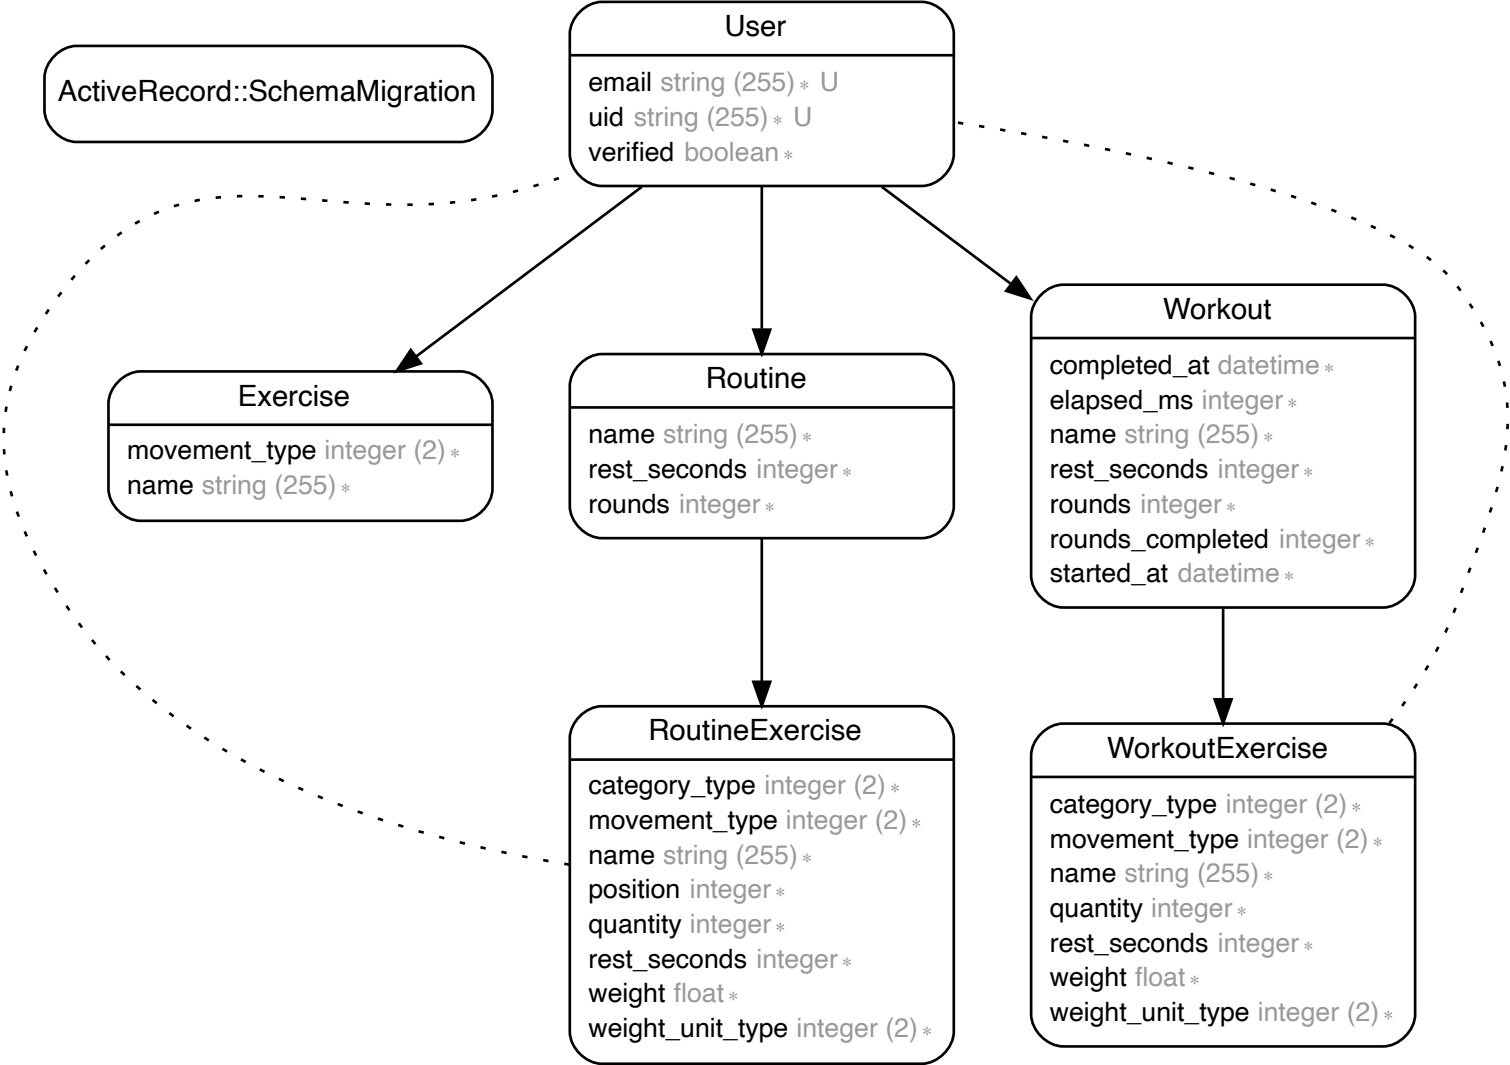 User
email string (255) * U
uid string (255) * U
verified boolean *
ActiveRecord::SchemaMigration
Exercise
movement_type integer (2) *
name string (255) *
Routine
name string (255) *
rest_seconds integer *
rounds integer *
Workout
completed_at datetime *
elapsed_ms integer *
name string (255) *
rest_seconds integer *
rounds integer *
rounds_completed integer *
started_at datetime *
RoutineExercise
category_type integer (2) *
movement_type integer (2) *
name string (255) *
position integer *
quantity integer *
rest_seconds integer *
weight float *
weight_unit_type integer (2) *
WorkoutExercise
category_type integer (2) *
movement_type integer (2) *
name string (255) *
quantity integer *
rest_seconds integer *
weight float *
weight_unit_type integer (2) *